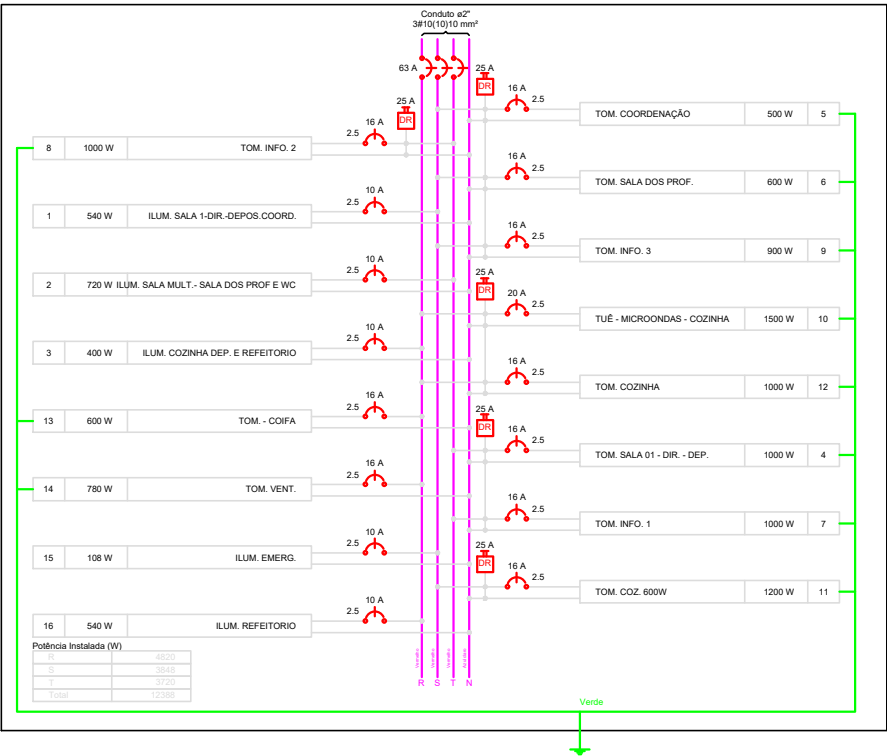 Conduto ø2"
3#10(10)10 mm²
63 A
25 A
DR
16 A
2.5
TOM. COORDENAÇÃO 500 W 5
25 A
DR
16 A
2.5
8 1000 W TOM. INFO. 2
16 A
2.5
TOM. SALA DOS PROF. 600 W 6
10 A
2.5
1 540 W ILUM. SALA 1-DIR.-DEPOS.COORD.
16 A
2.5
TOM. INFO. 3 900 W 9
10 A
2.5
2 720 W ILUM. SALA MULT.- SALA DOS PROF E WC
25 A
DR
20 A
2.5
TUÊ - MICROONDAS - COZINHA 1500 W 10
10 A
2.5
3 400 W ILUM. COZINHA DEP. E REFEITORIO
16 A
2.5
TOM. COZINHA 1000 W 12
16 A
2.5
13 600 W TOM. - COIFA
25 A
DR
16 A
2.5
TOM. SALA 01 - DIR. - DEP. 1000 W 4
16 A
2.5
14 780 W TOM. VENT.
16 A
2.5
TOM. INFO. 1 1000 W 7
10 A
2.5
15 108 W ILUM. EMERG.
25 A
DR
16 A
2.5
TOM. COZ. 600W 1200 W 11
10 A
2.5
16 540 W ILUM. REFEITORIO
Potência Instalada (W)
R 4820
S 3848
T 3720
Total 12388
Vermelho Vermelho Vermelho
R S T N
Verde